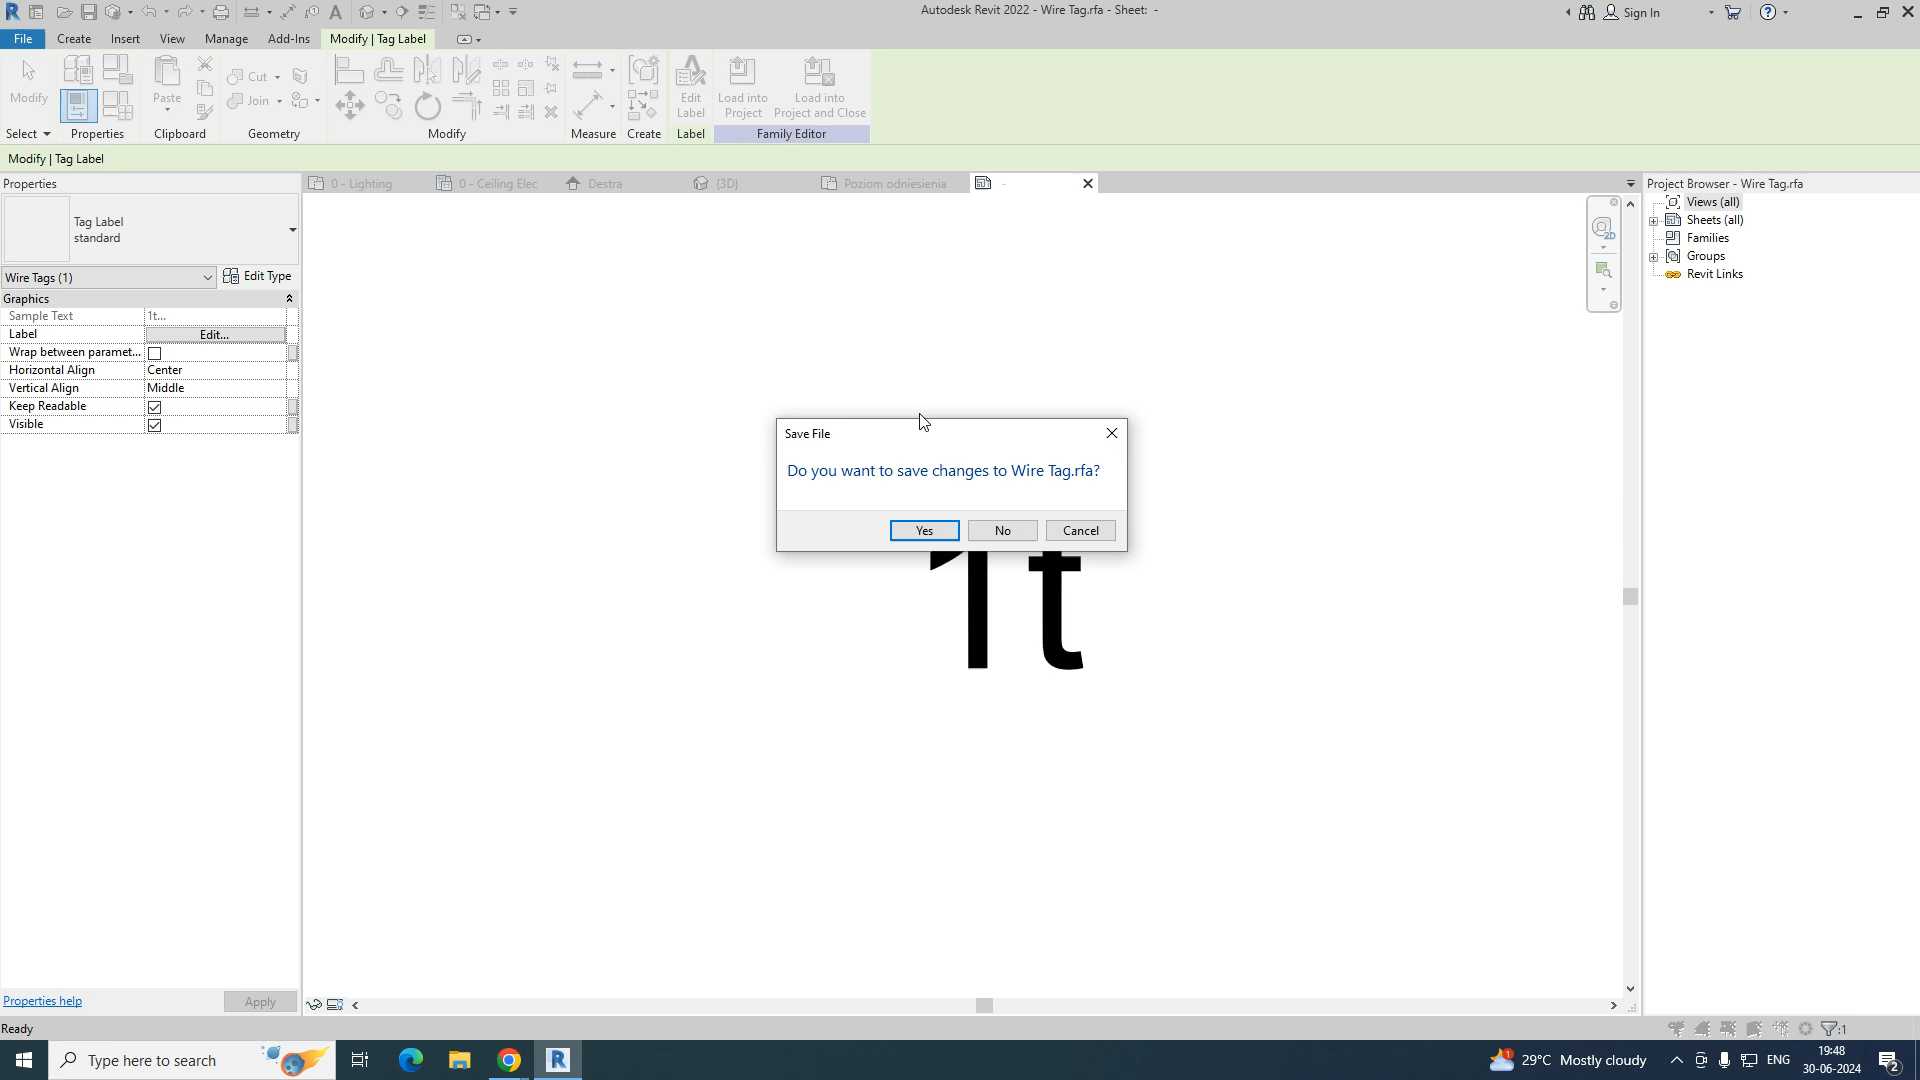 Autodesk Revit 2022 - Wire Tag.rfa - Sheet: -
Sign In
File
Create
Insert
View
Manage
Add-Ins
Modify | Tag Label
Modify
Paste
Cut
Join
Edit Label
Load into Project
Load into Project and Close
Select
Properties
Clipboard
Geometry
Modify
Measure
Create
Label
Family Editor
Modify | Tag Label
Properties
0 - Lighting
0 - Ceiling Elec
Destra
{3D}
Poziom odniesienia
-
Project Browser - Wire Tag.rfa
Tag Label
standard
Wire Tags (1)
Edit Type
Graphics
Sample Text 1t...
Label Edit...
Wrap between paramet...
Horizontal Align Center
Vertical Align Middle
Keep Readable
Visible
2D
Views (all)
Sheets (all)
Families
Groups
Revit Links
Save File
Do you want to save changes to Wire Tag.rfa?
Yes No Cancel
1t
Properties help
Apply
Ready
:1
Type here to search
1
29°C Mostly cloudy
ENG
19:48
30-06-2024
2